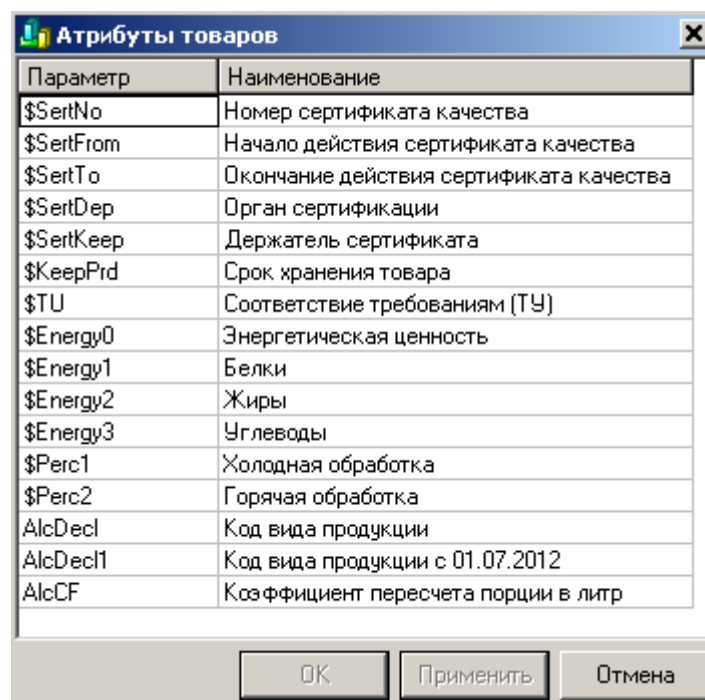 Атрибуты товаров
Параметр Наименование
$SertNo Номер сертификата качества
$SertFrom Начало действия сертификата качества
$SertTo Окончание действия сертификата качества
$SertDep Орган сертификации
$SertKeep Держатель сертификата
$KeepPrd Срок хранения товара
$TU Соответствие требованиям (ТУ)
$Energy0 Энергетическая ценность
$Energy1 Белки
$Energy2 Жиры
$Energy3 Углеводы
$Perc1 Холодная обработка
$Perc2 Горячая обработка
AlcDecl Код вида продукции
AlcDecl1 Код вида продукции с 01.07.2012
AlcCF Коэффициент пересчета порции в литр
OK Применить Отмена